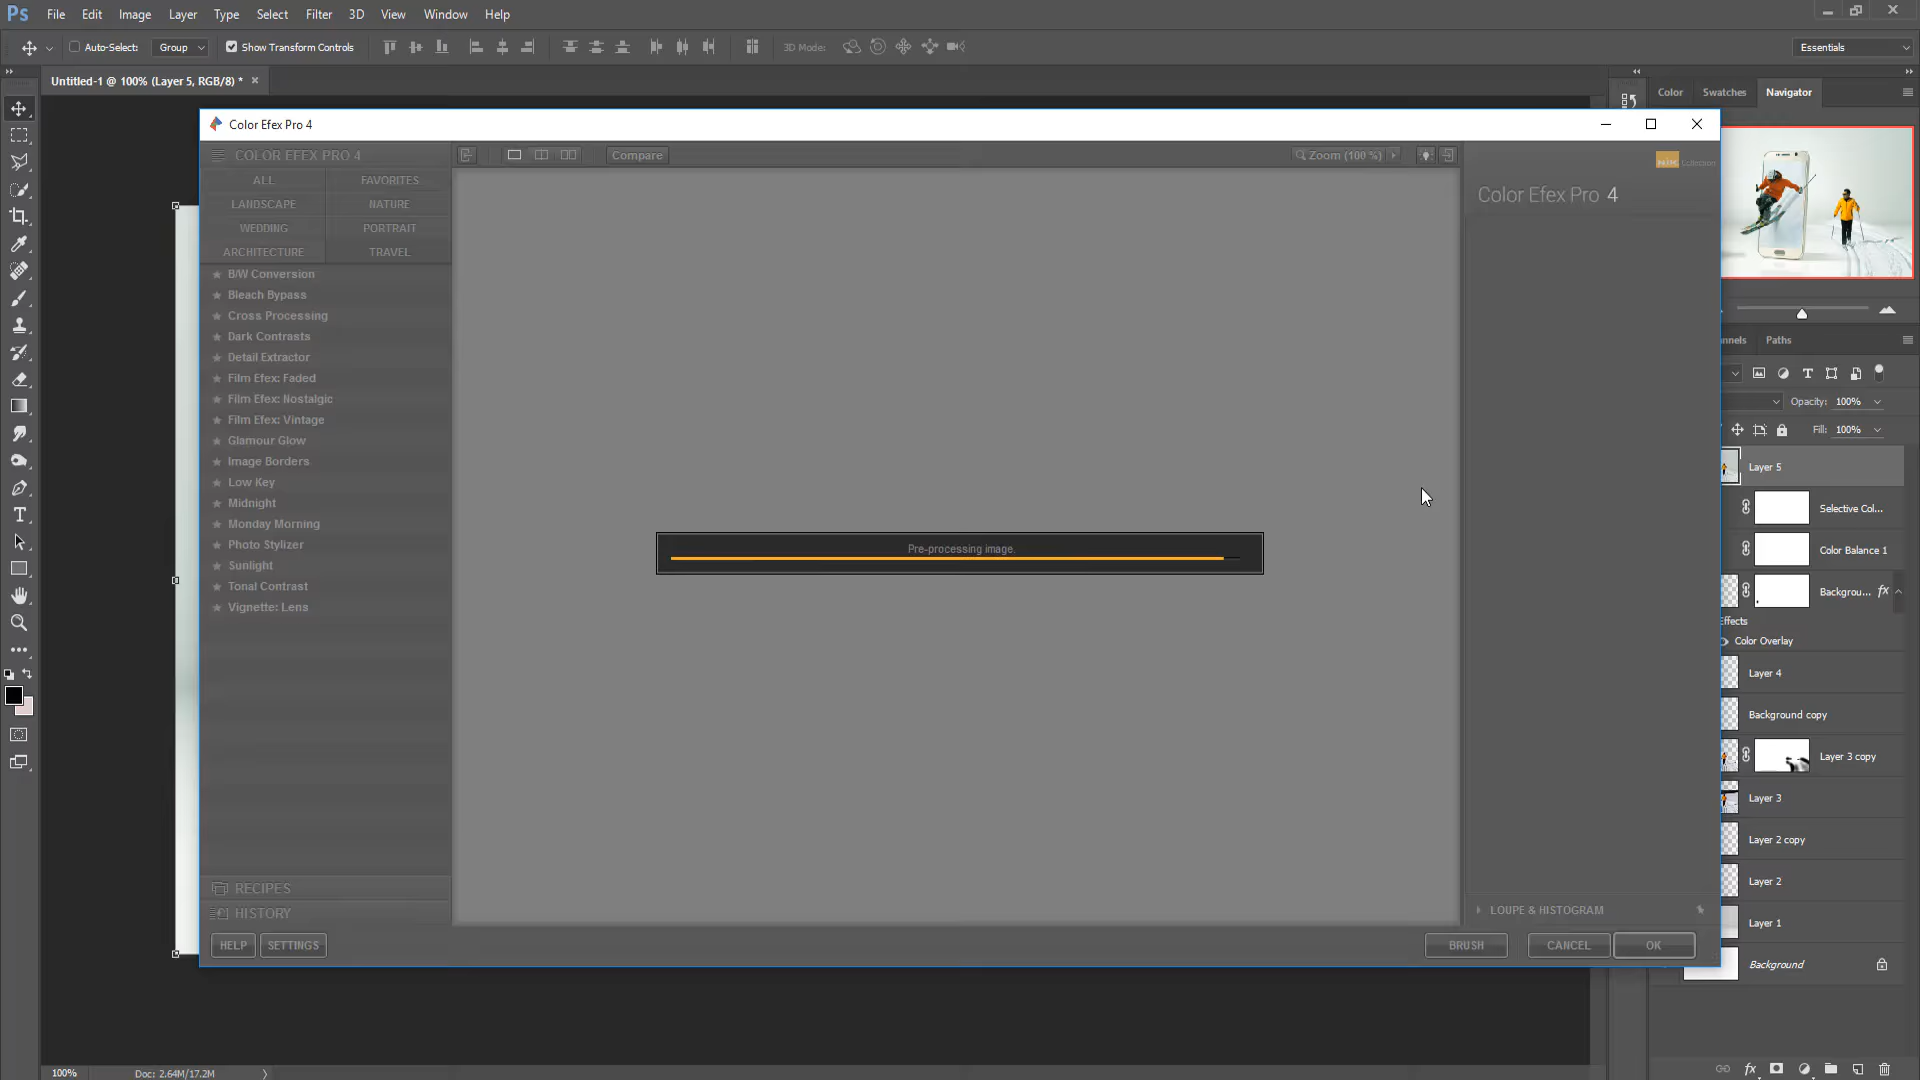 Ps File Edit Image Layer Type Select Filter 3D View Window Help
Auto-Select: Group Show Transform Controls 3D Mode: Essentials
Untitled-1 @ 100% (Layer 5, RGB/8) *
Color Swatches Navigator
Color Efex Pro 4
COLOR EFEX PRO 4
Compare
Zoom (100 %)
Collection
ALL FAVORITES
LANDSCAPE NATURE
WEDDING PORTRAIT
ARCHITECTURE TRAVEL
Color Efex Pro 4
B/W Conversion
Bleach Bypass
Cross Processing
Dark Contrasts
Detail Extractor
Film Efex: Faded
Film Efex: Nostalgic
Film Efex: Vintage
Glamour Glow
Image Borders
Low Key
Midnight
Monday Morning
Photo Stylizer
Sunlight
Tonal Contrast
Vignette: Lens
Pre-processing image.
RECIPES
HISTORY
HELP SETTINGS
LOUPE & HISTOGRAM
BRUSH CANCEL OK
nnels Paths
Opacity: 100%
Fill: 100%
Layer 5
Selective Col...
Color Balance 1
Backgrou... fx
Effects
Color Overlay
Layer 4
Background copy
Layer 3 copy
Layer 3
Layer 2 copy
Layer 2
Layer 1
Background
fx
100% Doc: 2.64M/17.2M